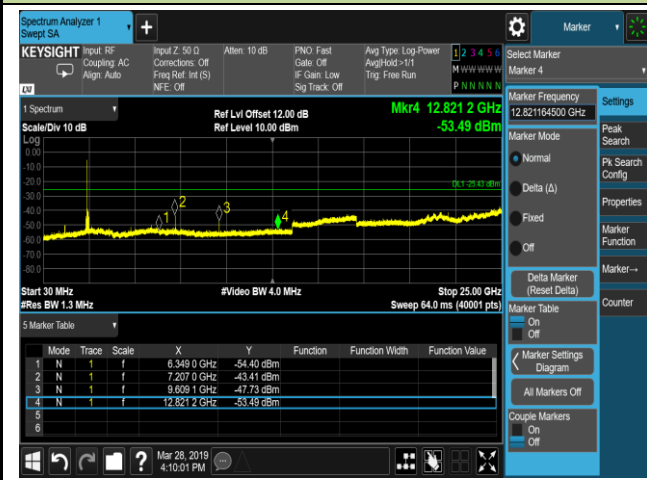 Spectrum Analyzer 1
Swept SA
+
Marker
KEYSIGHT
LXI
Input: RF
Coupling: AC
Align: Auto
Input Z: 50 Ω
Corrections: Off
Freq Ref: Int (S)
NFE: Off
Atten: 10 dB
PNO: Fast
Gate: Off
IF Gain: Low
Sig Track: Off
Avg Type: Log-Power
Avg|Hold:>1/1
Trig: Free Run
1 2 3 4 5 6
M W W W W W
P N N N N N
Select Marker
Marker 4
1 Spectrum
Scale/Div 10 dB
Log
Ref Lvl Offset 12.00 dB
Ref Level 10.00 dBm
Mkr4 12.821 2 GHz
-53.49 dBm
0.00
-10.0
-20.0
-30.0
-40.0
-50.0
-60.0
-70.0
-80.0
DL1 -25.43 dBm
1
2
3
4
Start 30 MHz
#Res BW 1.3 MHz
#Video BW 4.0 MHz
Stop 25.00 GHz
Sweep 64.0 ms (40001 pts)
5 Marker Table
Mode Trace Scale X Y Function Function Width Function Value
1 N 1 f 6.349 0 GHz -54.40 dBm
2 N 1 f 7.207 0 GHz -43.41 dBm
3 N 1 f 9.609 1 GHz -47.73 dBm
4 N 1 f 12.821 2 GHz -53.49 dBm
5
6
?
Mar 28, 2019
4:10:01 PM
Marker Frequency
12.821164500 GHz
Marker Mode
Normal
Delta (Δ)
Fixed
Off
Delta Marker
(Reset Delta)
Marker Table
On
Off
Marker Settings
Diagram
All Markers Off
Couple Markers
On
Off
Settings
Peak
Search
Pk Search
Config
Properties
Marker
Function
Marker→
Counter